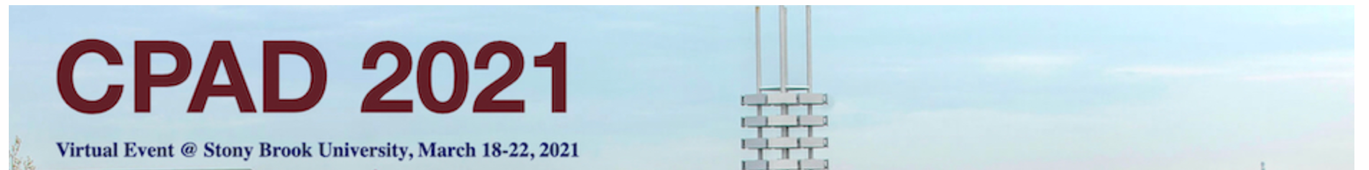 CPAD 2021
Virtual Event @ Stony Brook University, March 18-22, 2021